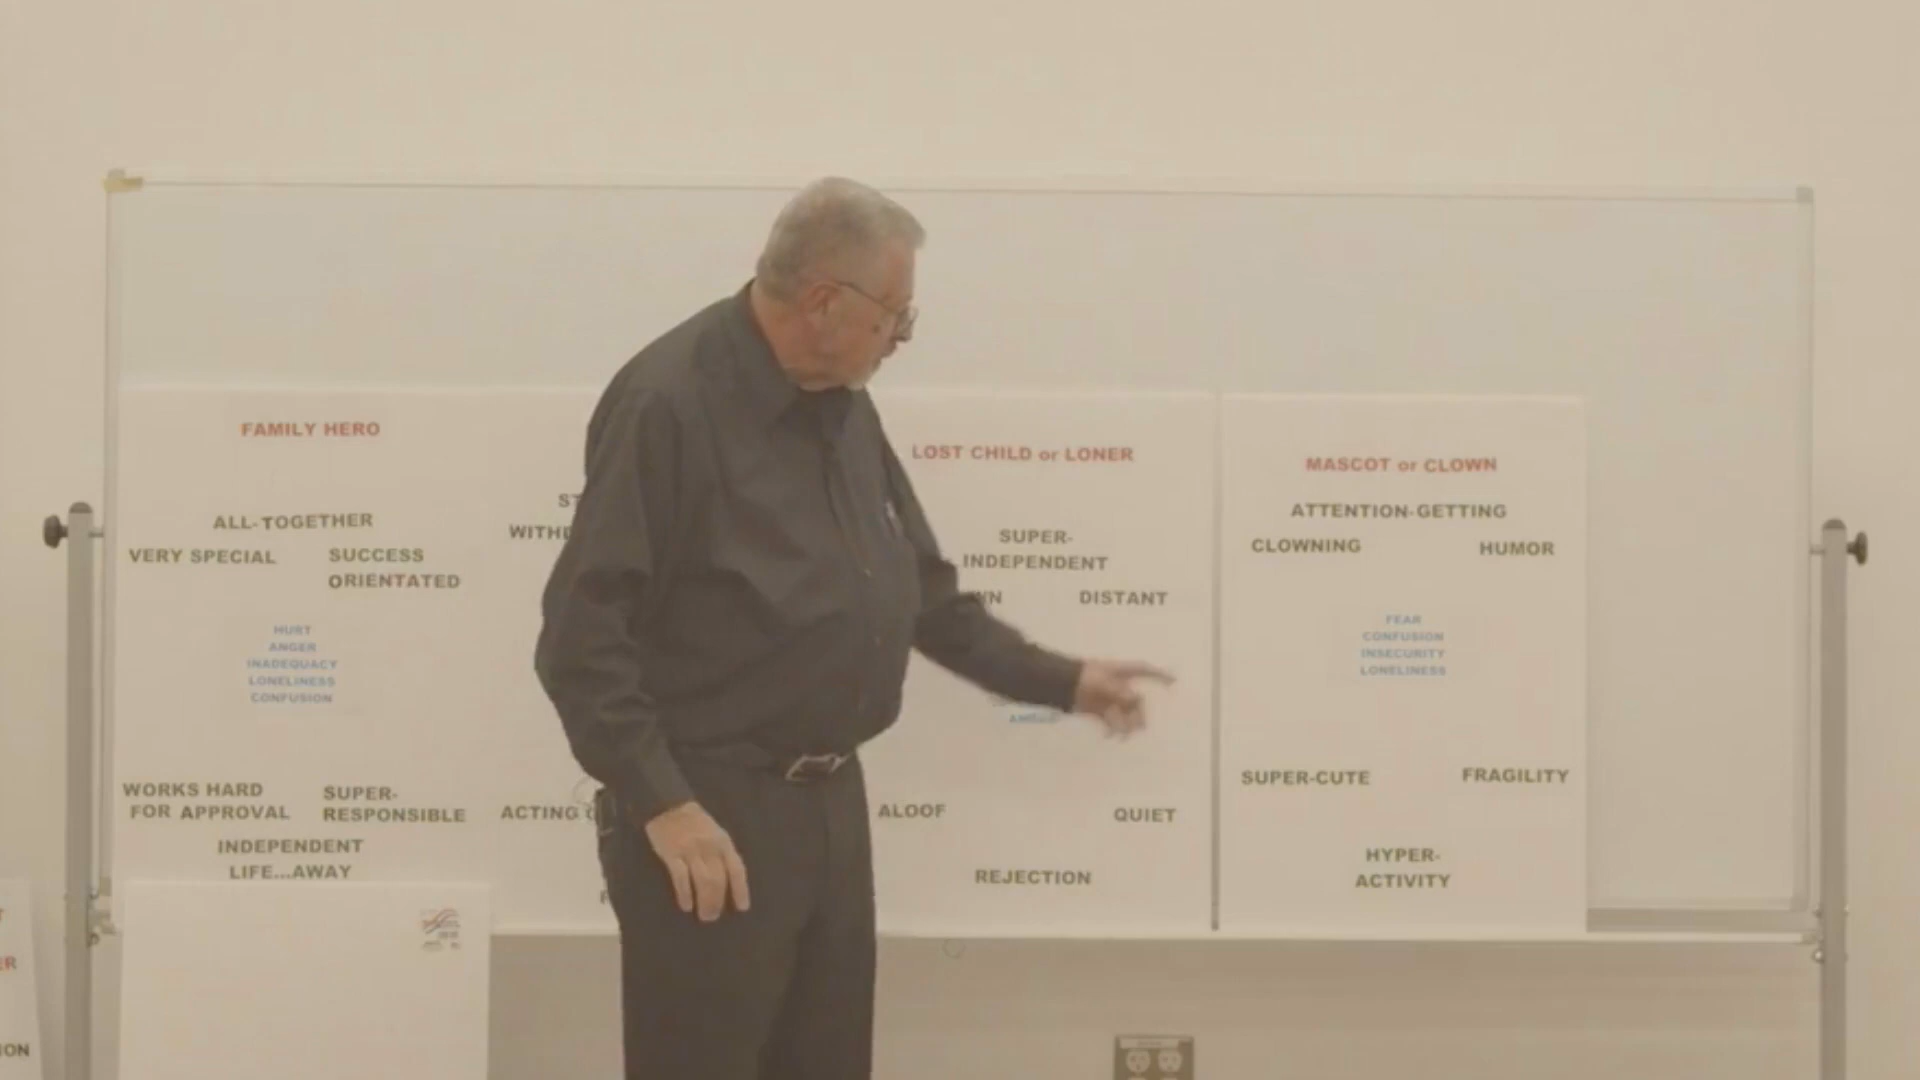 FAMILY HERO
ALL-TOGETHER
VERY SPECIAL
SUCCESS
ORIENTATED
HURT
ANGER
INADEQUACY
LONELINESS
CONFUSION
WORKS HARD
FOR APPROVAL
SUPER-
RESPONSIBLE
INDEPENDENT
LIFE...AWAY
ACTING
LOST CHILD or LONER
SUPER-
INDEPENDENT
DISTANT
ALOOF
QUIET
REJECTION
MASCOT or CLOWN
ATTENTION-GETTING
CLOWNING
HUMOR
FEAR
CONFUSION
INSECURITY
LONELINESS
SUPER-CUTE
FRAGILITY
HYPER-
ACTIVITY